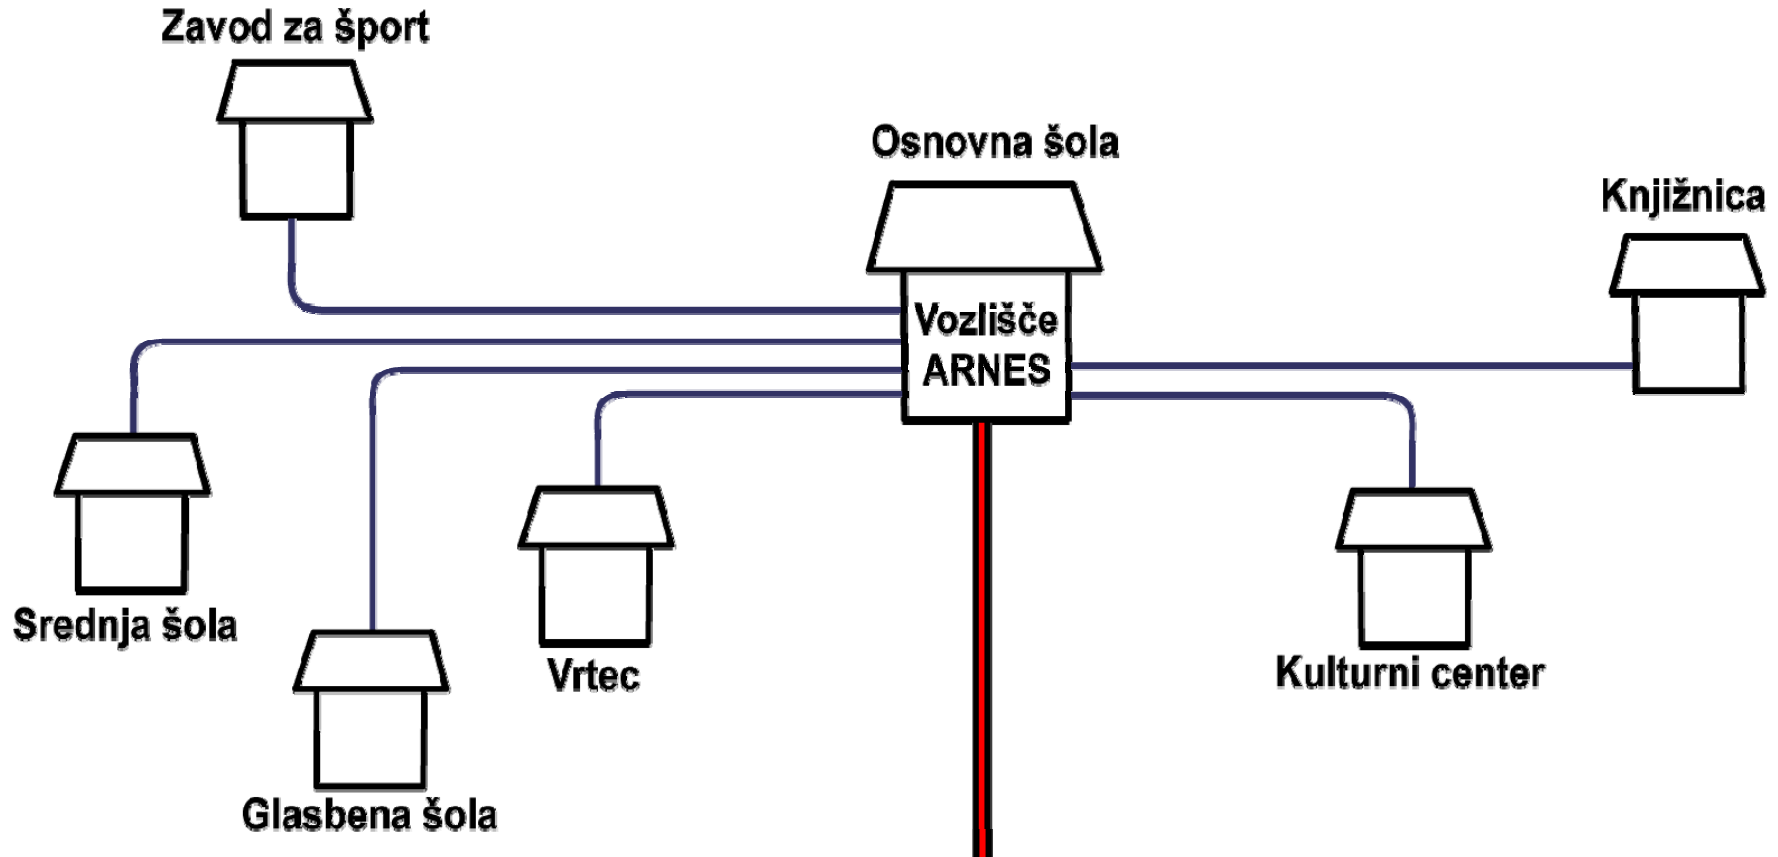 Zavod za šport
Osnovna šola
Knjižnica
Vozlišče
ARNES
Srednja šola
Vrtec
Kulturni center
Glasbena šola